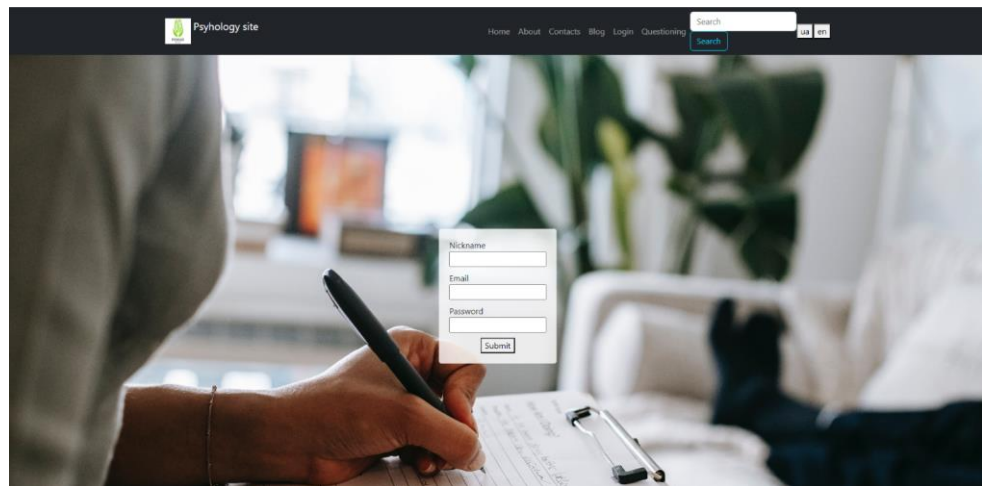 Psyhology site
Home About Contacts Blog Login Questioning
Search
Search
ua en
Nickname
Email
Password
Submit